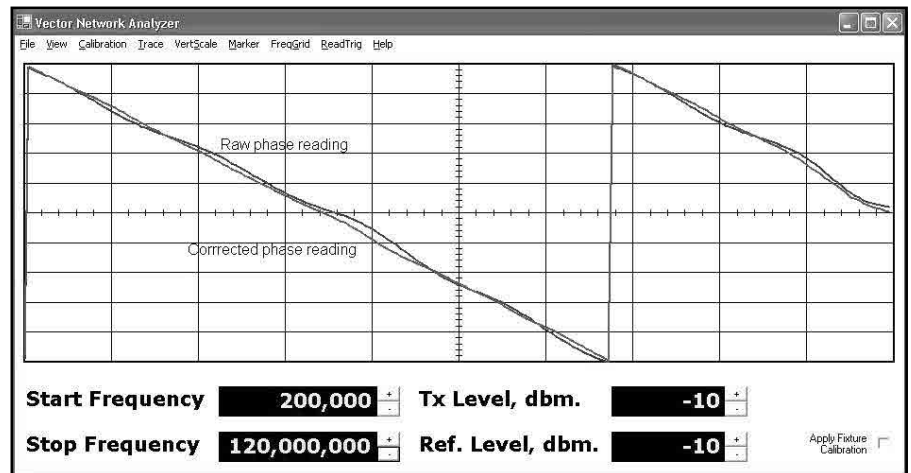 Vector Network Analyzer
File View Calibration Trace VertScale Marker FreqGrid ReadTrig Help
Raw phase reading
Corrrected phase reading
Start Frequency 200,000 + - Tx Level, dbm. -10 + -
Stop Frequency 120,000,000 + - Ref. Level, dbm. -10 + -
Apply Fixture
Calibration